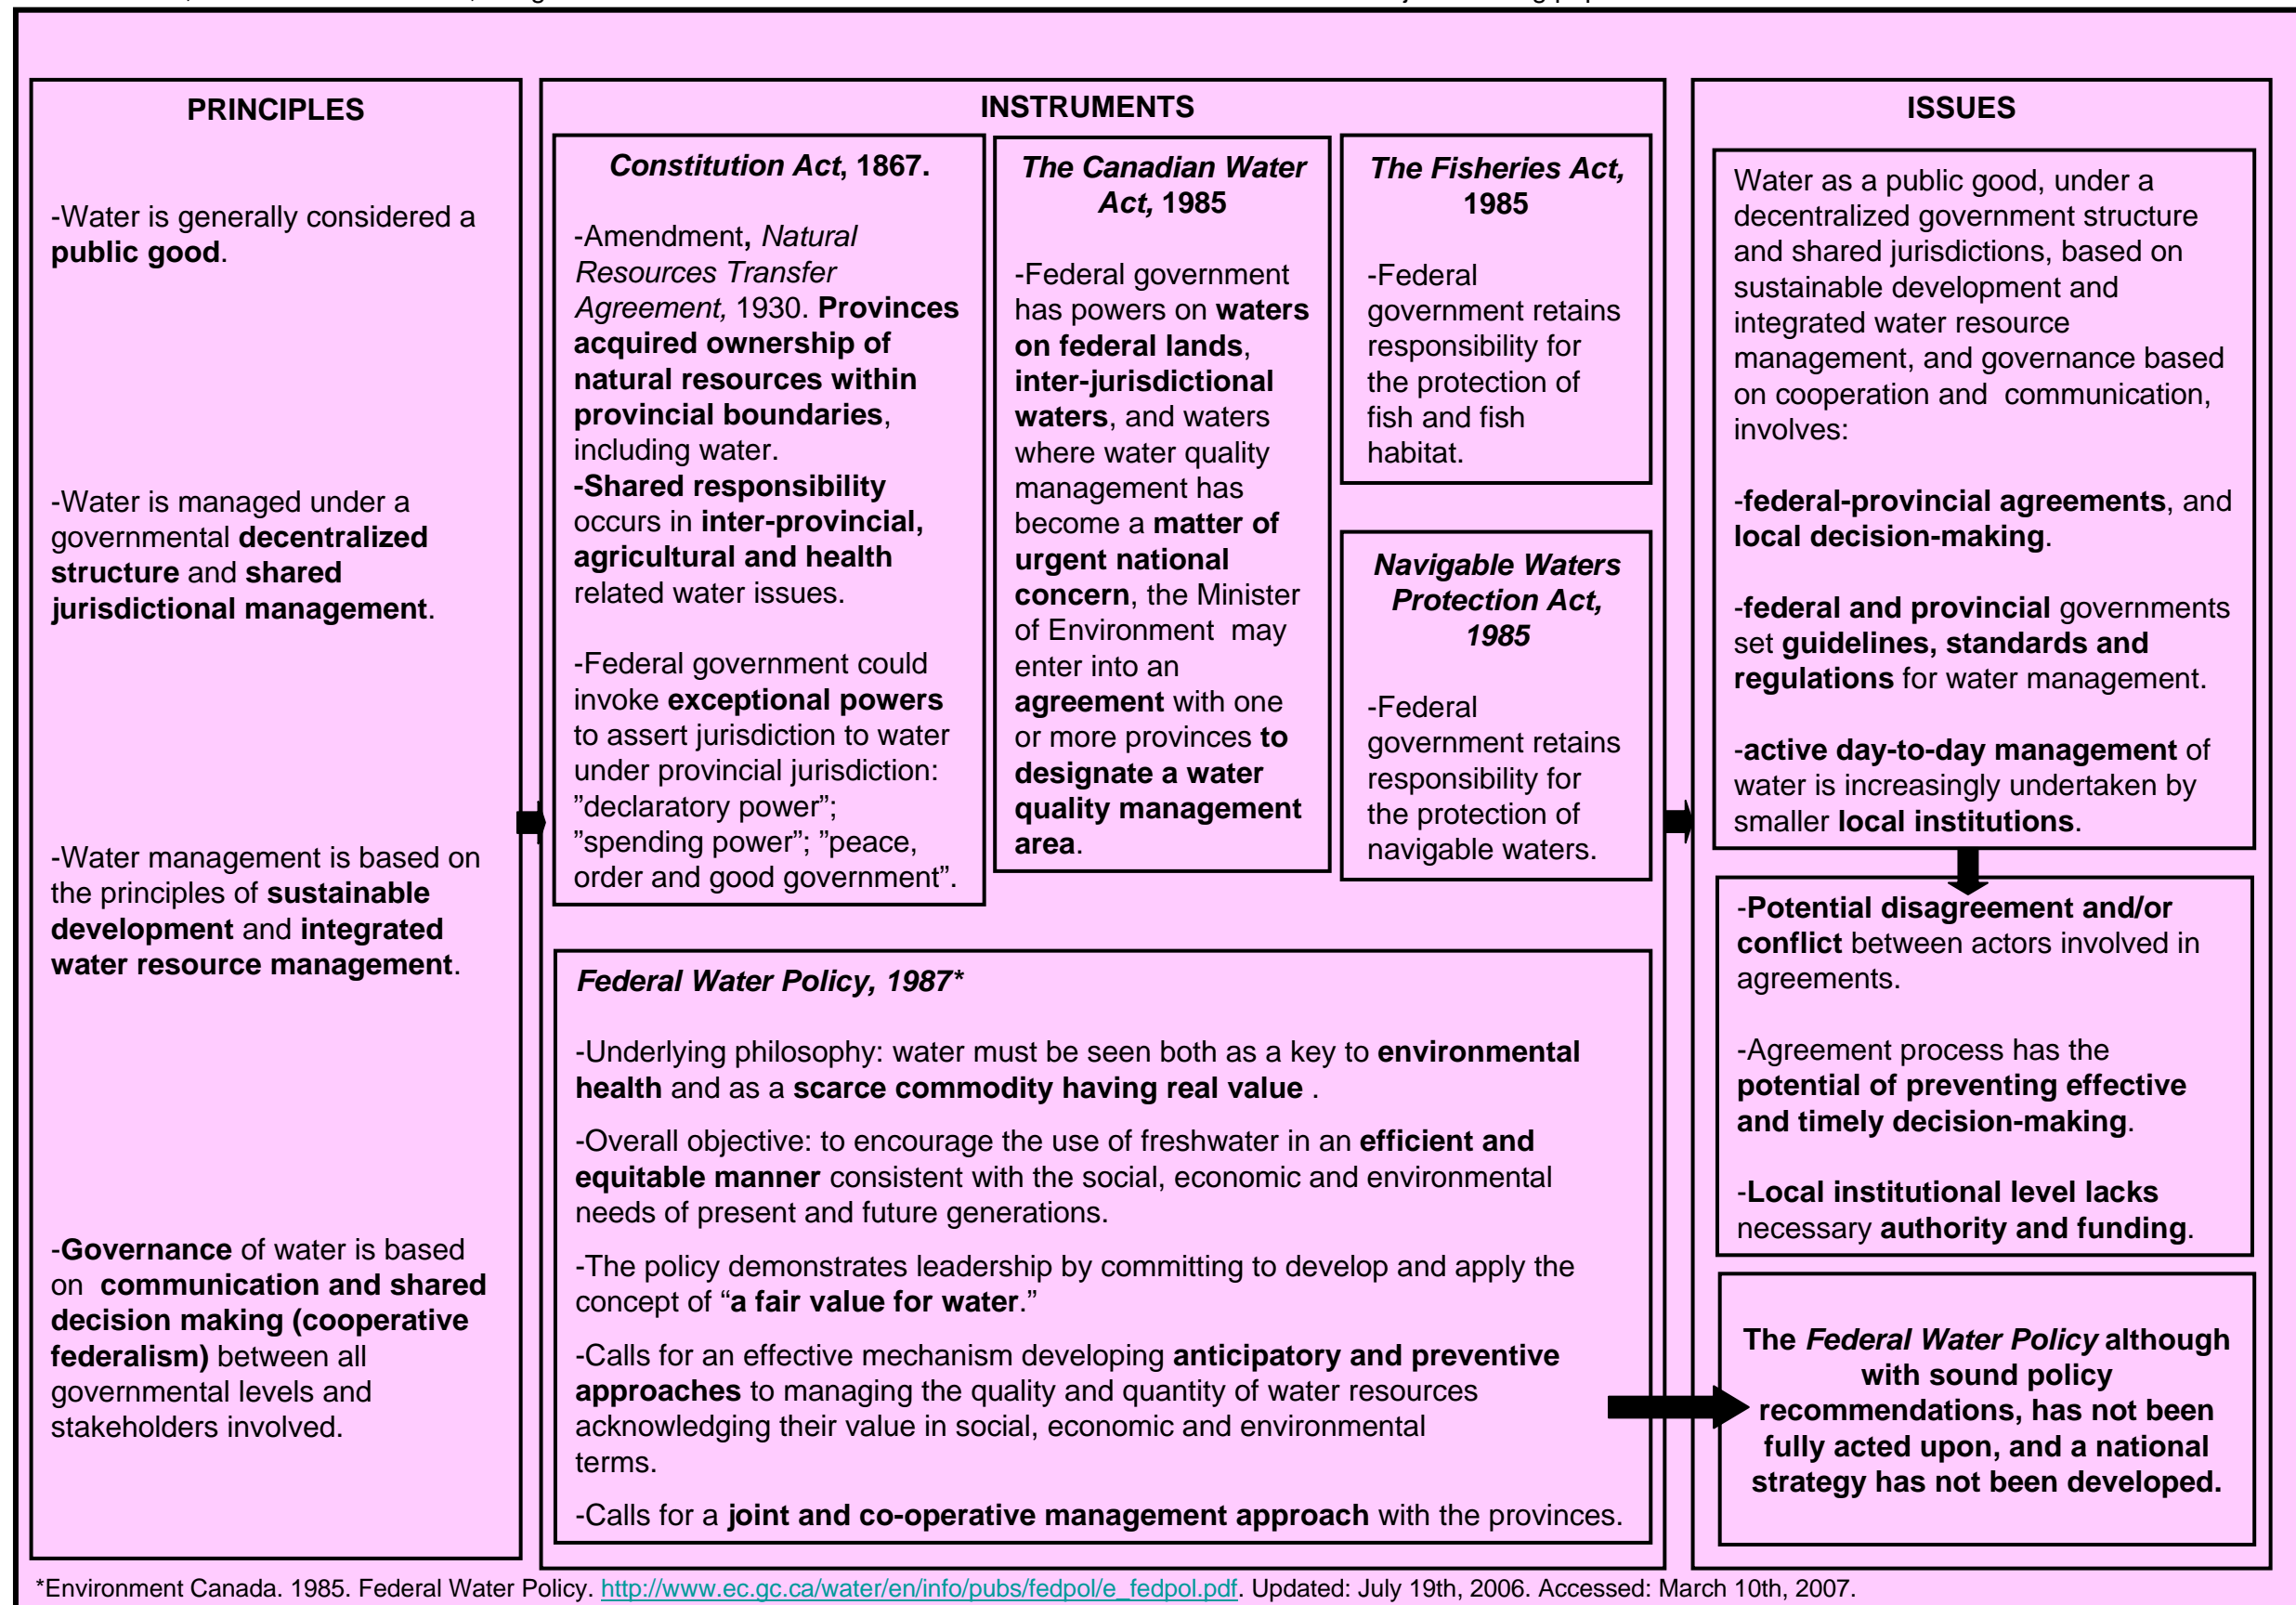 PRINCIPLES
-Water is generally considered a
public good.
-Water is managed under a
governmental decentralized
structure and shared
jurisdictional management.
-Water management is based on
the principles of sustainable
development and integrated
water resource management.
-Governance of water is based
on communication and shared
decision making (cooperative
federalism) between all
governmental levels and
stakeholders involved.
INSTRUMENTS
Constitution Act, 1867.
-Amendment, Natural
Resources Transfer
Agreement, 1930. Provinces
acquired ownership of
natural resources within
provincial boundaries,
including water.
-Shared responsibility
occurs in inter-provincial,
agricultural and health
related water issues.
-Federal government could
invoke exceptional powers
to assert jurisdiction to water
under provincial jurisdiction:
”declaratory power”;
”spending power”; ”peace,
order and good government”.
The Canadian Water
Act, 1985
-Federal government
has powers on waters
on federal lands,
inter-jurisdictional
waters, and waters
where water quality
management has
become a matter of
urgent national
concern, the Minister
of Environment may
enter into an
agreement with one
or more provinces to
designate a water
quality management
area.
The Fisheries Act,
1985
-Federal
government retains
responsibility for
the protection of
fish and fish
habitat.
Navigable Waters
Protection Act,
1985
-Federal
government retains
responsibility for
the protection of
navigable waters.
Federal Water Policy, 1987*
-Underlying philosophy: water must be seen both as a key to environmental
health and as a scarce commodity having real value .
-Overall objective: to encourage the use of freshwater in an efficient and
equitable manner consistent with the social, economic and environmental
needs of present and future generations.
-The policy demonstrates leadership by committing to develop and apply the
concept of “a fair value for water.”
-Calls for an effective mechanism developing anticipatory and preventive
approaches to managing the quality and quantity of water resources
acknowledging their value in social, economic and environmental
terms.
-Calls for a joint and co-operative management approach with the provinces.
ISSUES
Water as a public good, under a
decentralized government structure
and shared jurisdictions, based on
sustainable development and
integrated water resource
management, and governance based
on cooperation and communication,
involves:
-federal-provincial agreements, and
local decision-making.
-federal and provincial governments
set guidelines, standards and
regulations for water management.
-active day-to-day management of
water is increasingly undertaken by
smaller local institutions.
-Potential disagreement and/or
conflict between actors involved in
agreements.
-Agreement process has the
potential of preventing effective
and timely decision-making.
-Local institutional level lacks
necessary authority and funding.
The Federal Water Policy although
with sound policy
recommendations, has not been
fully acted upon, and a national
strategy has not been developed.
*Environment Canada. 1985. Federal Water Policy. http://www.ec.gc.ca/water/en/info/pubs/fedpol/e_fedpol.pdf. Updated: July 19th, 2006. Accessed: March 10th, 2007.